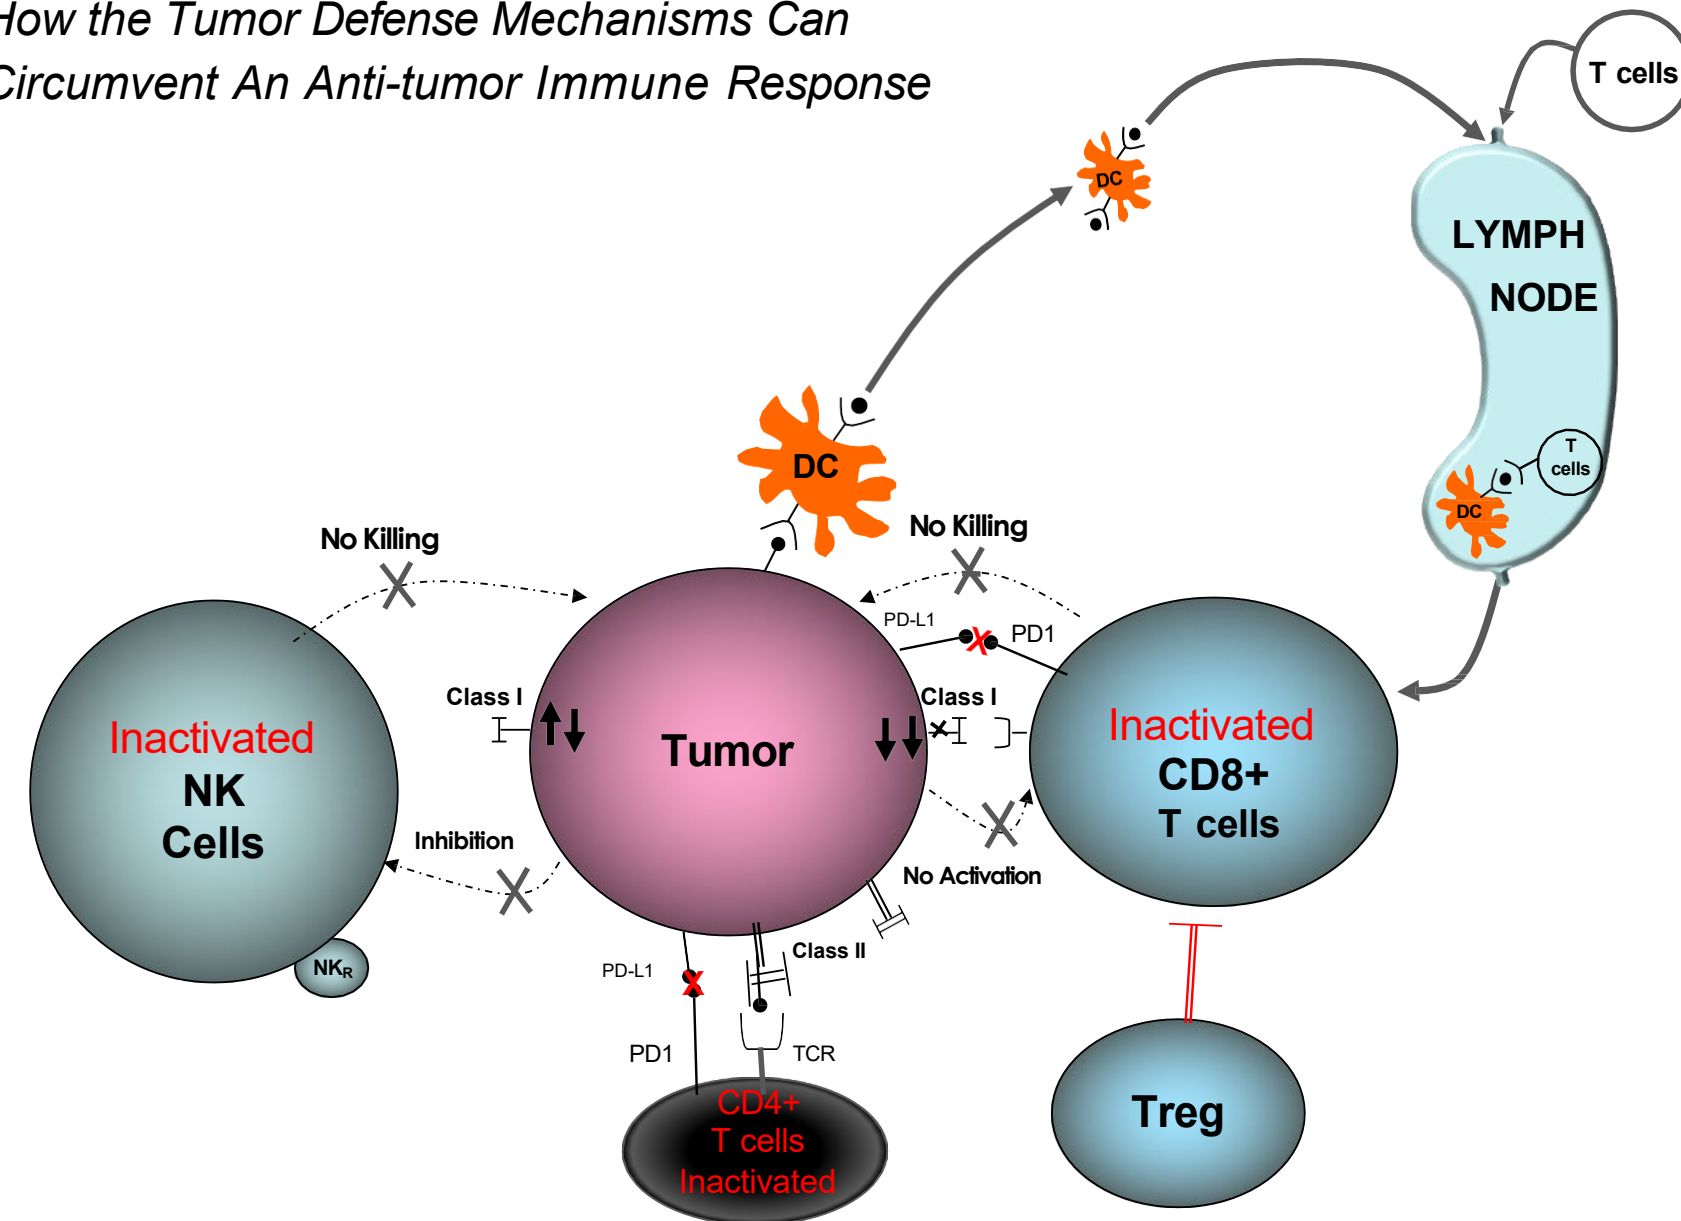 How the Tumor Defense Mechanisms Can
Circumvent An Anti-tumor Immune Response
T cells
DC
LYMPH
NODE
DC
T
cells
DC
No Killing
No Killing
PD-L1
PD1
Class I
Class I
Inactivated
NK
Cells
Tumor
Inactivated
CD8+
T cells
Inhibition
No Activation
NKR
PD-L1
Class II
PD1
TCR
CD4+
T cells
Inactivated
Treg